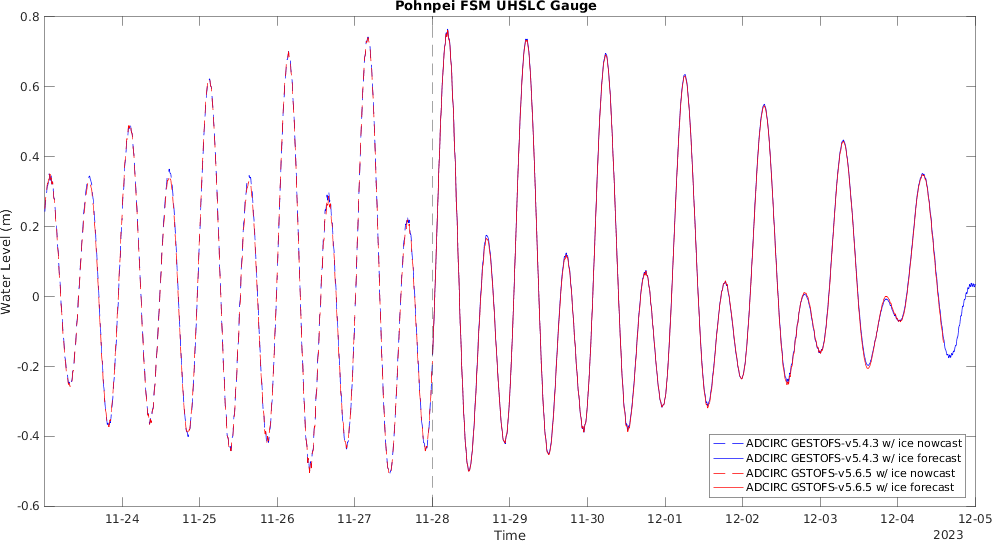 Pohnpei FSM UHSLC Gauge
0.8
0.6
0.4
0.2
0
-0.2
-0.4
-0.6
Water Level (m)
11-24 11-25 11-26 11-27 11-28 11-29 11-30 12-01 12-02 12-03 12-04 12-05
Time
2023
ADCIRC GESTOFS-v5.4.3 w/ ice nowcast
ADCIRC GESTOFS-v5.4.3 w/ ice forecast
ADCIRC GSTOFS-v5.6.5 w/ ice nowcast
ADCIRC GSTOFS-v5.6.5 w/ ice forecast